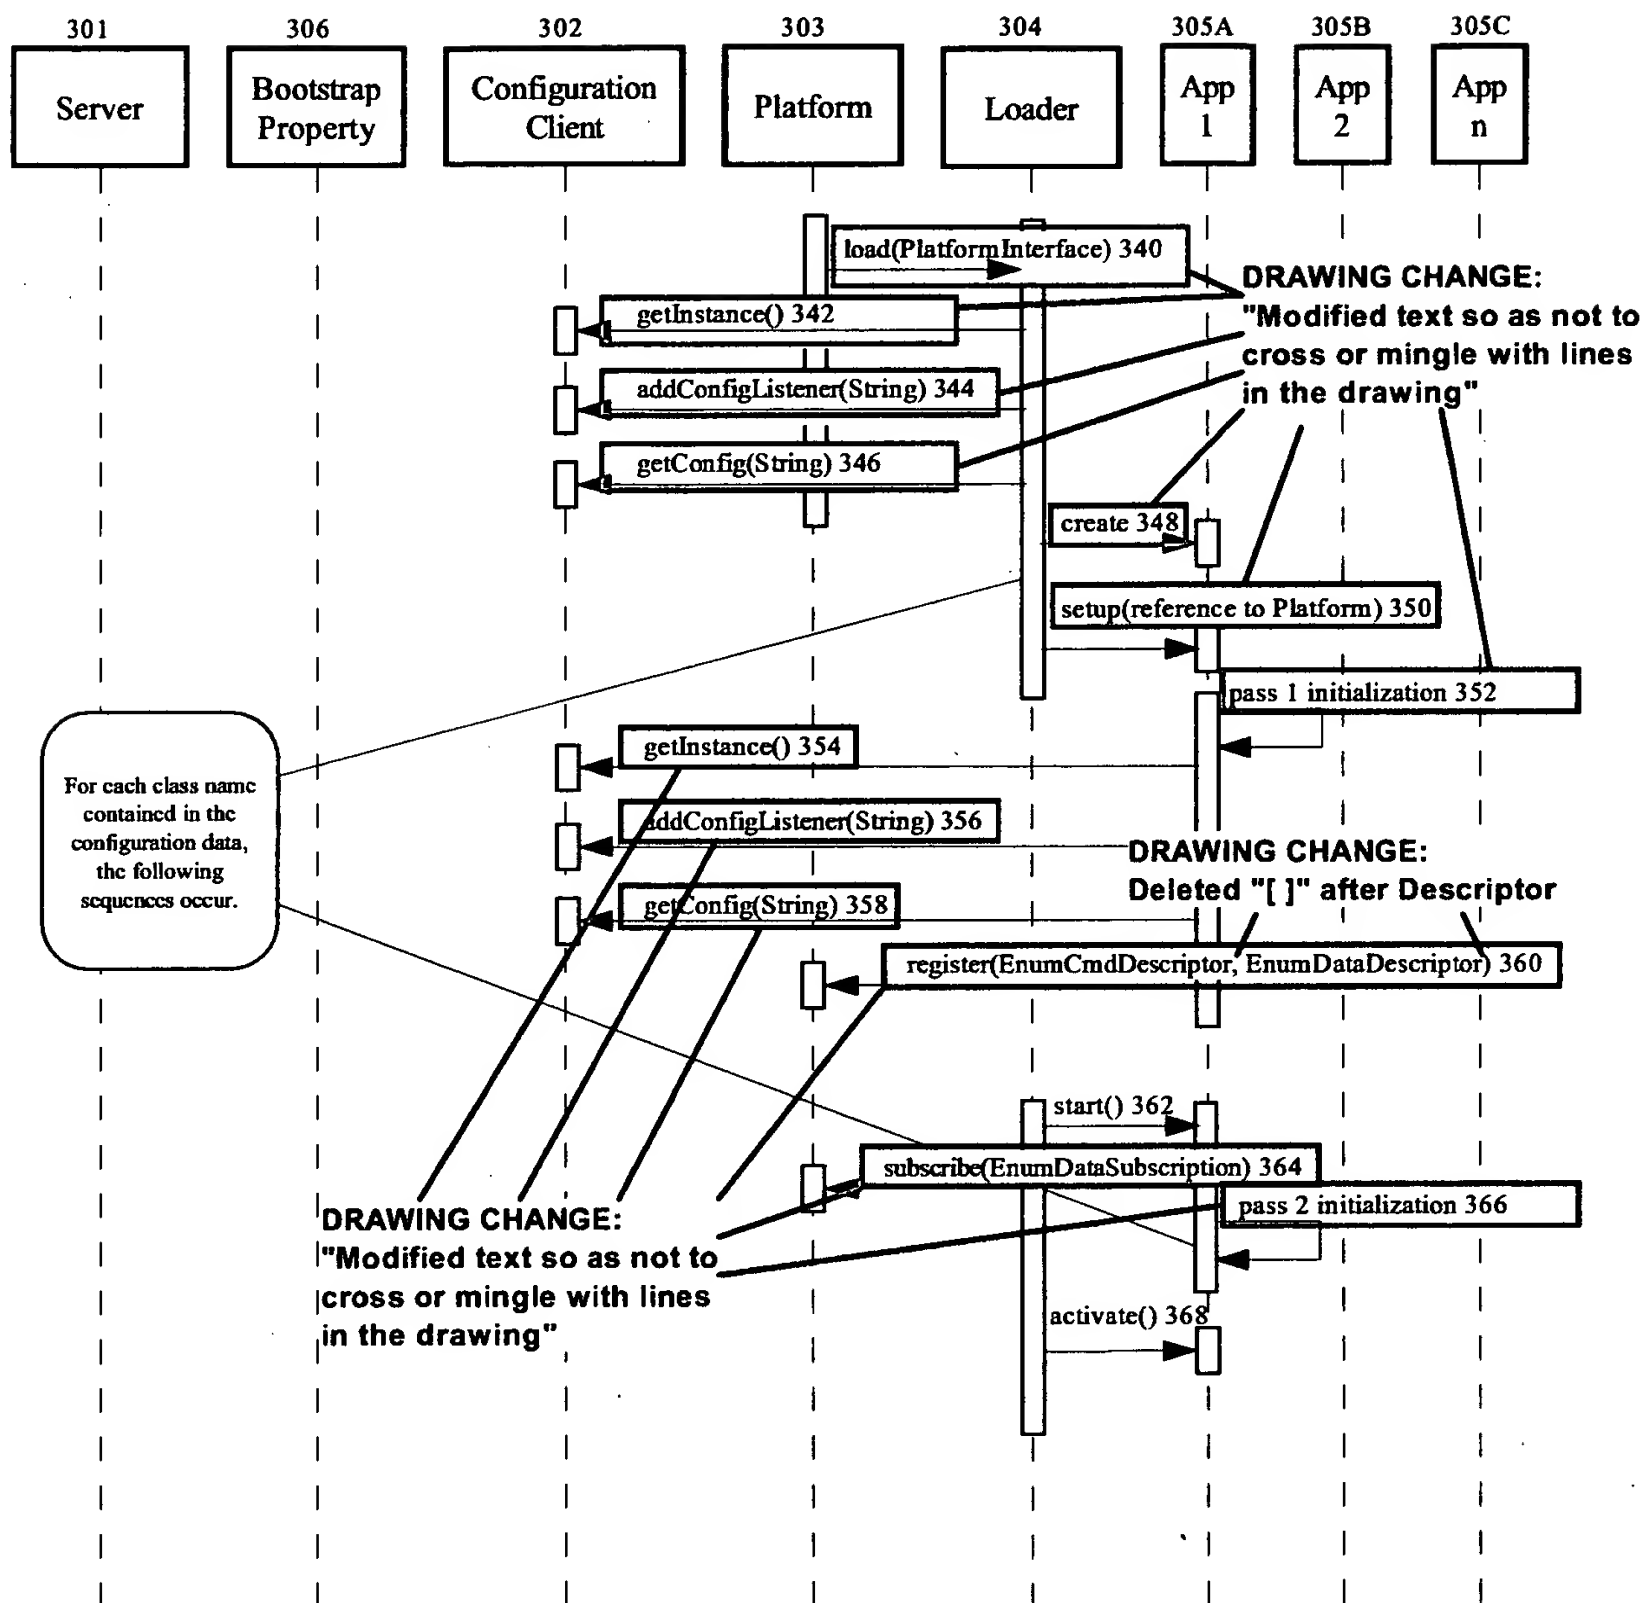 301 306 302 303 304 305A 305B 305C
Server
Bootstrap
Property
Configuration
Client
Platform
Loader
App
1
App
2
App
n
load(PlatformInterface) 340
getInstance() 342
addConfigListener(String) 344
getConfig(String) 346
DRAWING CHANGE:
"Modified text so as not to
cross or mingle with lines
in the drawing"
create 348
setup(reference to Platform) 350
pass 1 initialization 352
getInstance() 354
For each class name
contained in the
configuration data,
the following
sequences occur.
addConfigListener(String) 356
DRAWING CHANGE:
Deleted "[ ]" after Descriptor
getConfig(String) 358
register(EnumCmdDescriptor, EnumDataDescriptor) 360
start() 362
subscribe(EnumDataSubscription) 364
pass 2 initialization 366
DRAWING CHANGE:
"Modified text so as not to
cross or mingle with lines
in the drawing"
activate() 368